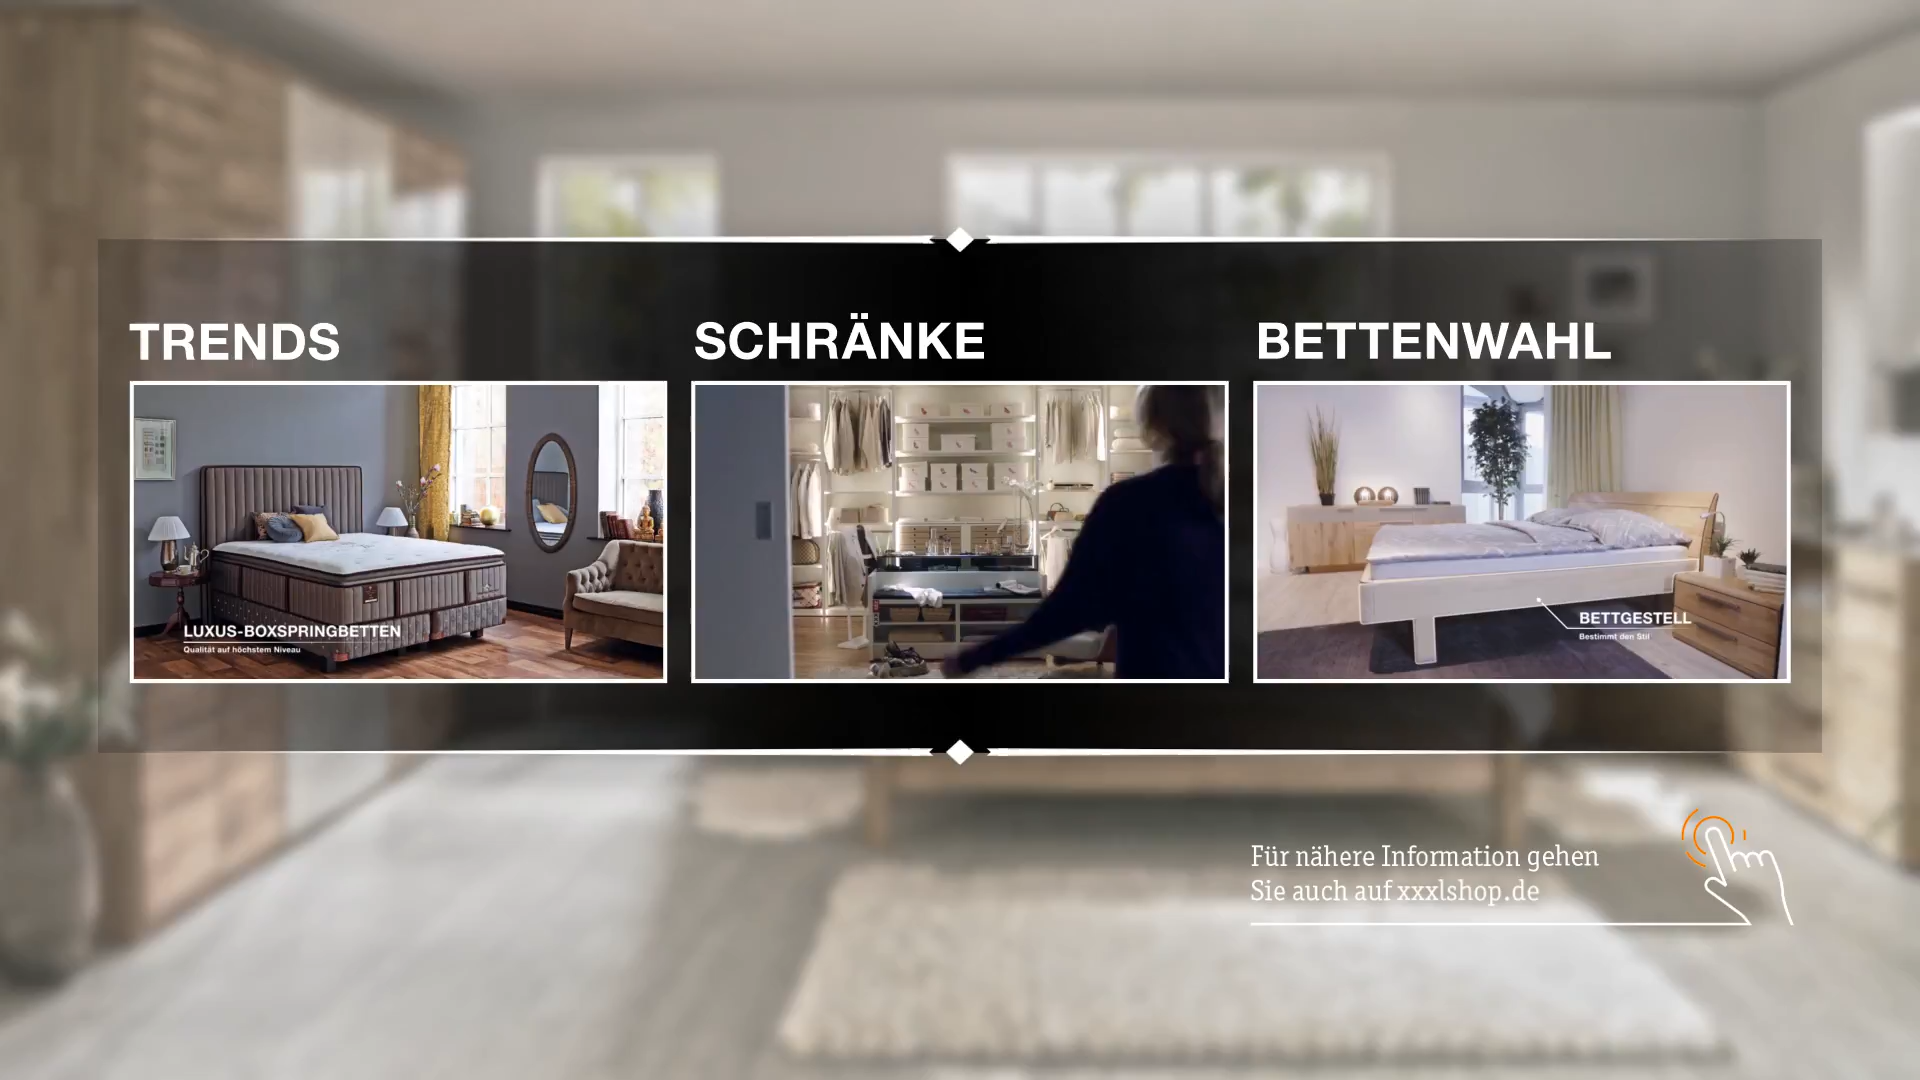 TRENDS
SCHRÄNKE
BETTENWAHL
LUXUS-BOXSPRINGBETTEN
Qualität auf höchstem Niveau
BETTGESTELL
Bestimmt den Stil
Für nähere Information gehen
Sie auch auf xxxlshop.de